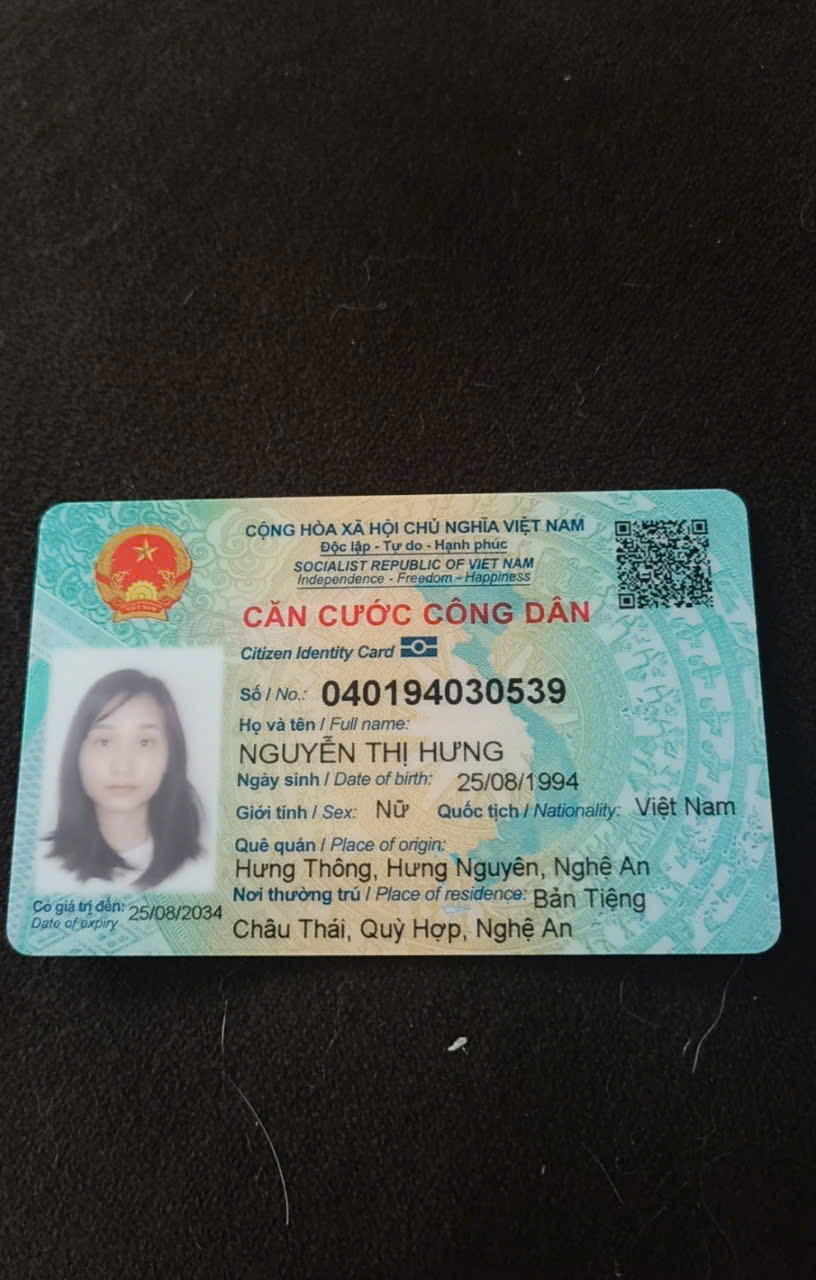 CỘNG HÒA XÃ HỘI CHỦ NGHĨA VIỆT NAM
Độc lập - Tự do - Hạnh phúc
SOCIALIST REPUBLIC OF VIET NAM
Independence - Freedom - Happiness
CĂN CƯỚC CÔNG DÂN
Citizen Identity Card
Số / No.: 040194030539
Họ và tên / Full name:
NGUYỄN THỊ HƯNG
Ngày sinh / Date of birth: 25/08/1994
Giới tính / Sex: Nữ Quốc tịch / Nationality: Việt Nam
Quê quán / Place of origin:
Hưng Thông, Hưng Nguyên, Nghệ An
Nơi thường trú / Place of residence: Bản Tiệng
Châu Thái, Quỳ Hợp, Nghệ An
Có giá trị đến: 25/08/2034
Date of expiry
VIỆT NAM